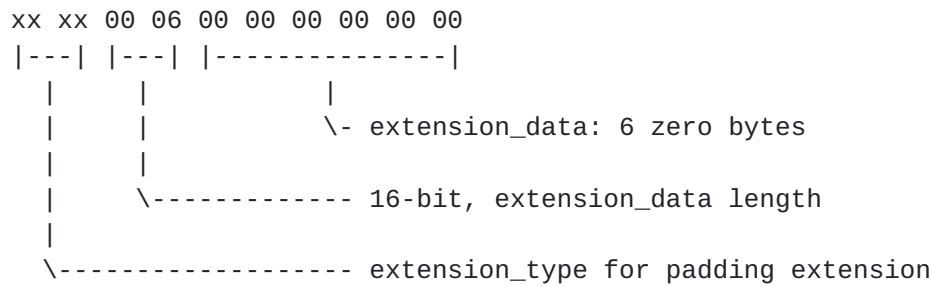 xx xx 00 06 00 00 00 00 00 00
|---| |---| |---------------|
  |     |           |
  |     |           \- extension_data: 6 zero bytes
  |     |
  |     \------------- 16-bit, extension_data length
  |
  \------------------- extension_type for padding extension